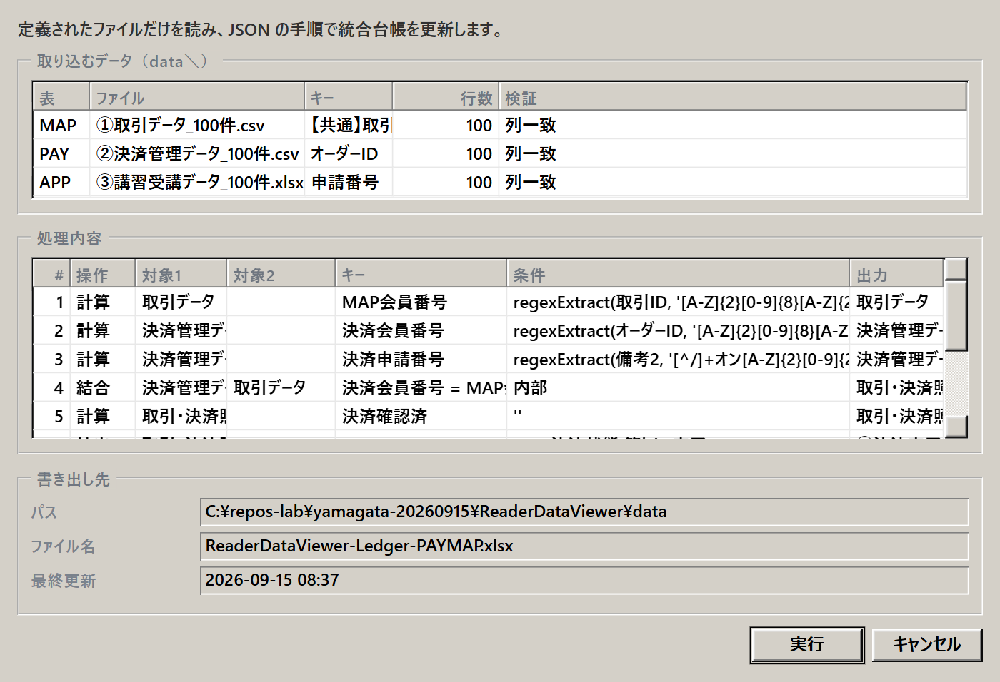 定義されたファイルだけを読み、JSON の手順で統合台帳を更新します。
取り込むデータ（data＼）
表 ファイル キー 行数 検証
MAP ①取引データ_100件.csv 【共通】取引 100 列一致
PAY ②決済管理データ_100件.csv オーダーID 100 列一致
APP ③講習受講データ_100件.xlsx 申請番号 100 列一致
処理内容
# 操作 対象1 対象2 キー 条件 出力
1 計算 取引データ MAP会員番号 regexExtract(取引ID, '[A-Z]{2}[0-9]{8}[A-Z]{2 取引データ
2 計算 決済管理デ 決済会員番号 regexExtract(オーダーID, '[A-Z]{2}[0-9]{8}[A-Z 決済管理デ
3 計算 決済管理デ 決済申請番号 regexExtract(備考2, '[^/]+オン[A-Z]{2}[0-9]{2 決済管理デ
4 結合 決済管理デ 取引データ 決済会員番号 = MAP 内部 取引・決済照
5 計算 取引・決済照 決済確認済 '' 取引・決済照
書き出し先
パス C:¥repos-lab¥yamagata-20260915¥ReaderDataViewer¥data
ファイル名 ReaderDataViewer-Ledger-PAYMAP.xlsx
最終更新 2026-09-15 08:37
実行 キャンセル